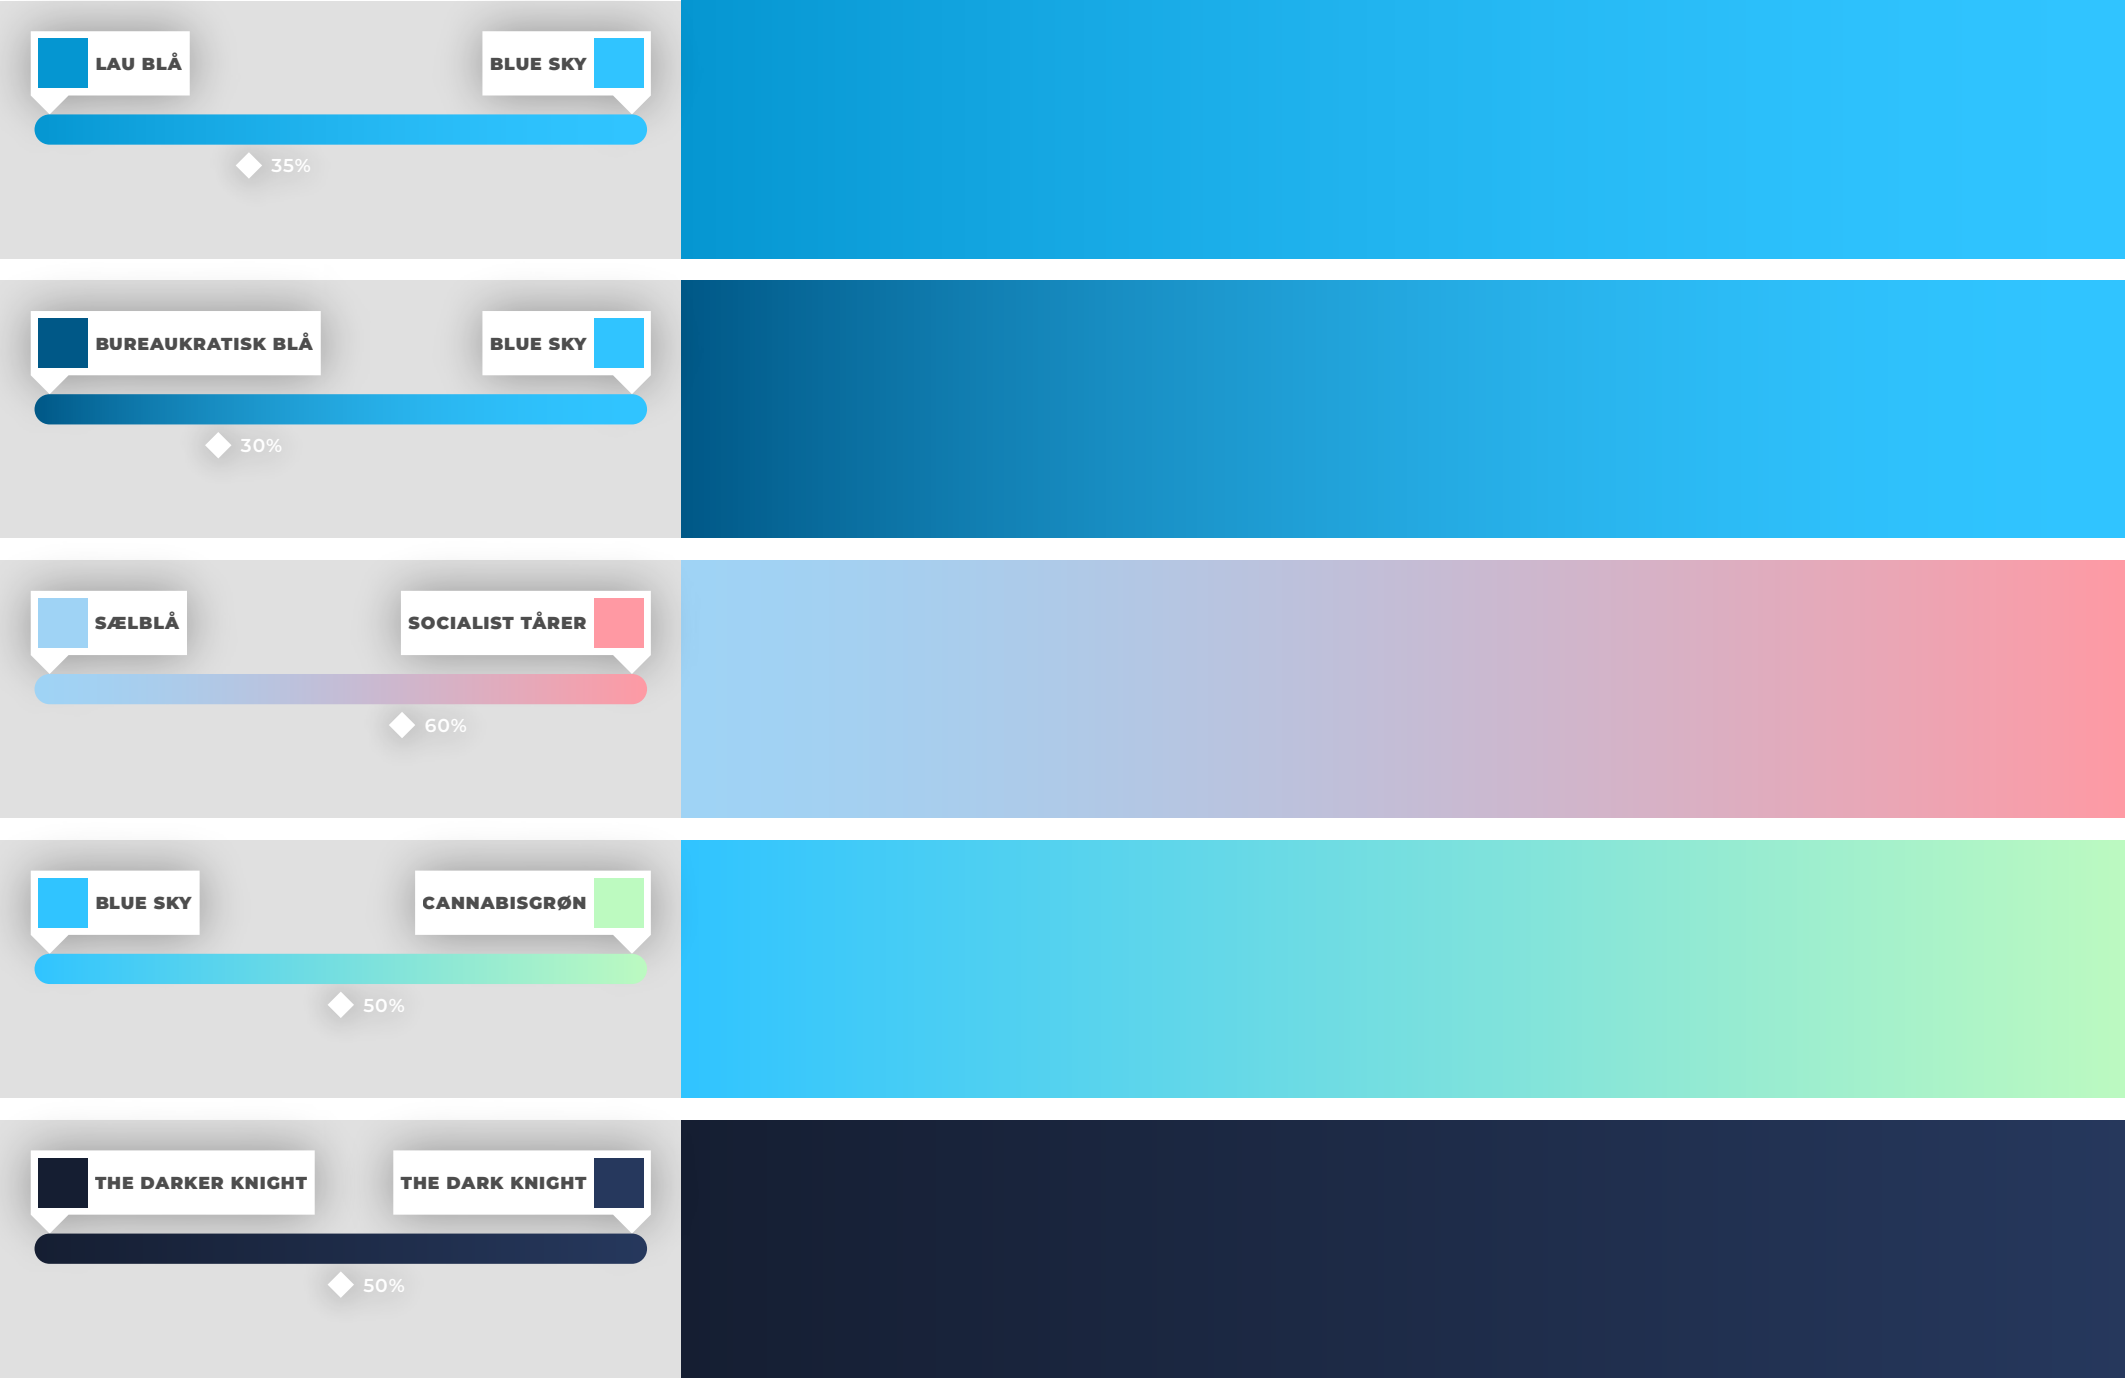 LAU BLÅ
BLUE SKY
35%
BUREAUKRATISK BLÅ
BLUE SKY
30%
SÆLBLÅ
SOCIALIST TÅRER
60%
BLUE SKY
CANNABISGRØN
50%
THE DARKER KNIGHT
THE DARK KNIGHT
50%